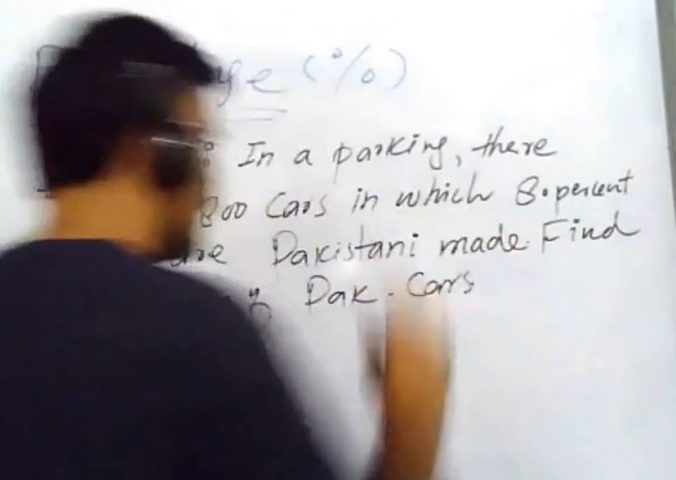 ge (%)
: In a parking, there
800 Cars in which 8.percent
are Pakistani made. Find
y Pak. Cars